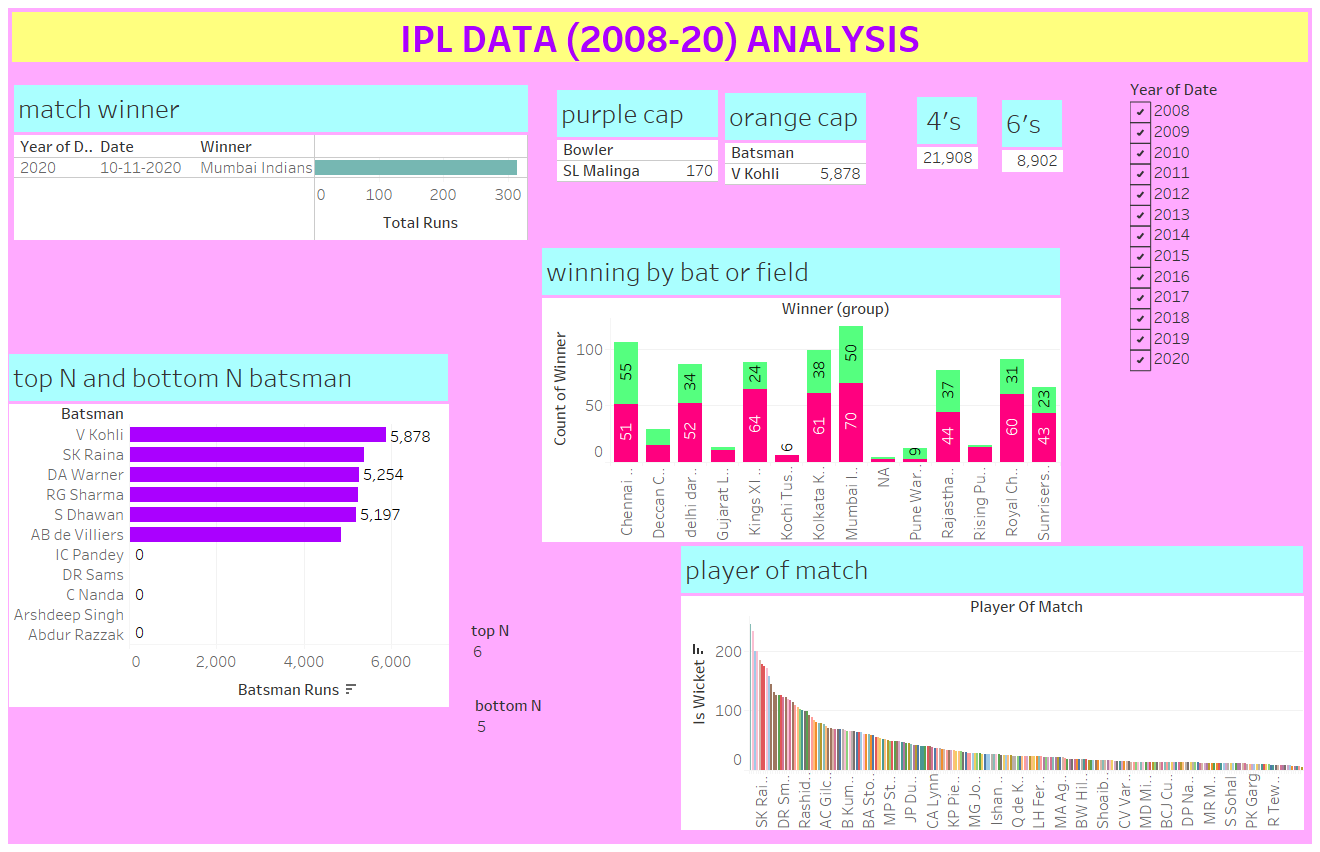 IPL DATA (2008-20) ANALYSIS
match winner
Year of D.. Date Winner
2020 10-11-2020 Mumbai Indians
0 100 200 300
Total Runs
purple cap
Bowler
SL Malinga 170
orange cap
Batsman
V Kohli 5,878
4's
21,908
6's
8,902
Year of Date
2008
2009
2010
2011
2012
2013
2014
2015
2016
2017
2018
2019
2020
winning by bat or field
Winner (group)
Count of Winner
100
50
0
55 34 24 38 50 37 31 23
51 52 64 6 61 70 9 44 60 43
Chennai ..
Deccan C..
delhi dar..
Gujarat L..
Kings XI ..
Kochi Tus..
Kolkata K..
Mumbai I..
NA
Pune War..
Rajastha..
Rising Pu..
Royal Ch..
Sunrisers..
top N and bottom N batsman
Batsman
V Kohli 5,878
SK Raina
DA Warner 5,254
RG Sharma
S Dhawan 5,197
AB de Villiers
IC Pandey 0
DR Sams
C Nanda 0
Arshdeep Singh
Abdur Razzak 0
0 2,000 4,000 6,000
Batsman Runs
top N
6
bottom N
5
player of match
Player Of Match
Is Wicket
200
100
0
SK Rai..
DR Sm..
Rashid..
AC Gilc..
B Kum..
BA Sto..
MP St..
JP Du..
CA Lynn
KP Pie..
MG Jo..
Ishan ..
Q de K..
LH Fer..
MA Ag..
BW Hil..
Shoaib..
CV Var..
MD Mi..
BCJ Cu..
DP Na..
MR M..
S Sohal
PK Garg
R Tew..